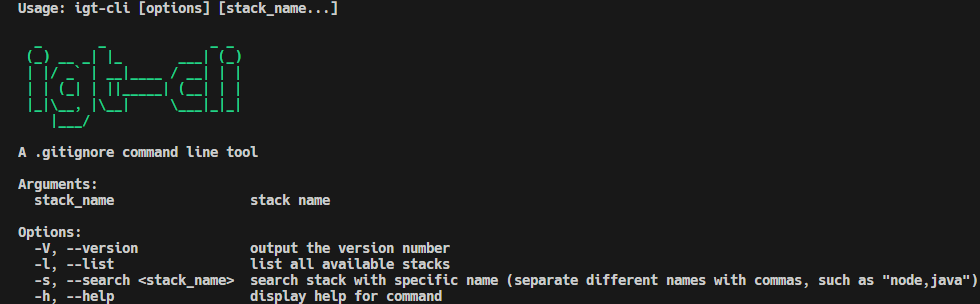 Usage: igt-cli [options] [stack_name...]
igt-cli
A .gitignore command line tool
Arguments:
stack_name stack name
Options:
-V, --version output the version number
-l, --list list all available stacks
-s, --search <stack_name> search stack with specific name (separate different names with commas, such as "node,java")
-h, --help display help for command